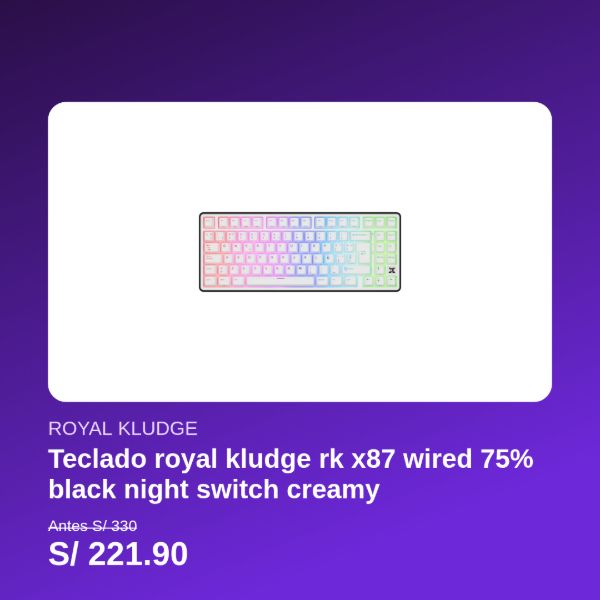 ROYAL KLUDGE
Teclado royal kludge rk x87 wired 75%
black night switch creamy
Antes S/ 330
S/ 221.90